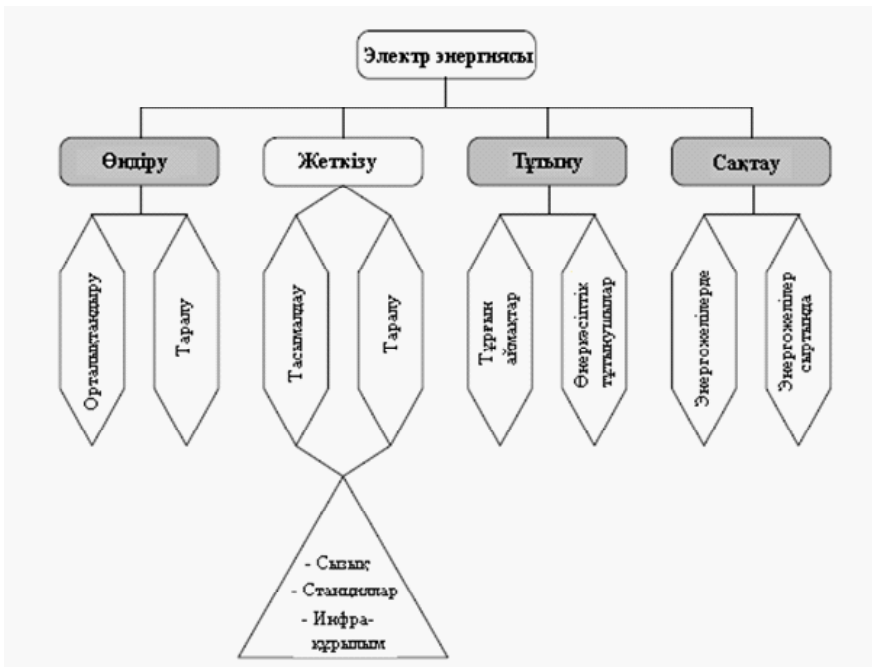 Электр энергиясы
Өндіру
Жеткізу
Тұтыну
Сақтау
Орталықтандыру
Таралу
Тасымалдау
Таралу
Тұрғын
аймақтар
Өнеркәсіптік
тұтынушылар
Энергожелілерде
Энергожелілер
сыртында
- Сызық
- Станциялар
- Инфра-
құрылым